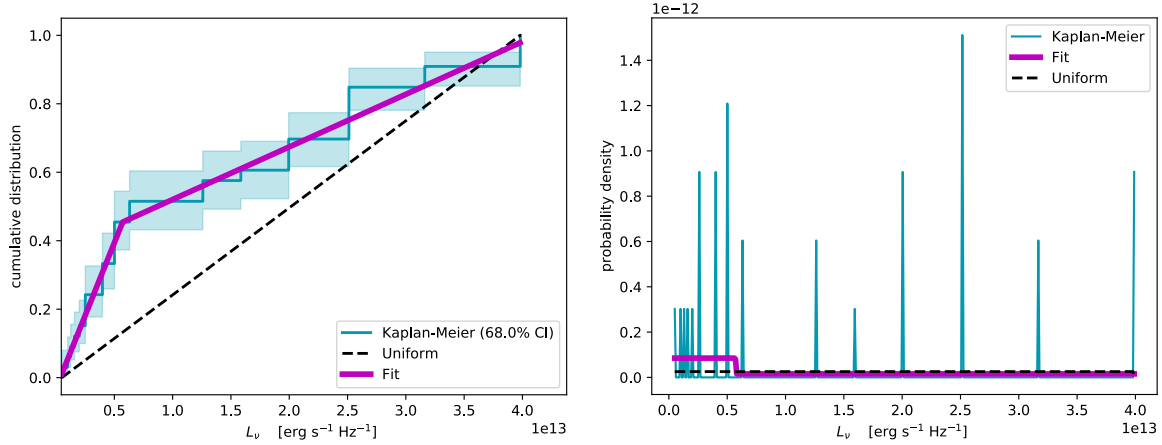 1.0
0.8
0.6
0.4
0.2
0.0
cumulative distribution
Kaplan-Meier (68.0% CI)
Uniform
Fit
0.5 1.0 1.5 2.0 2.5 3.0 3.5 4.0
1e13
L_ν [erg s⁻¹ Hz⁻¹]
1e−12
1.4
1.2
1.0
0.8
0.6
0.4
0.2
0.0
probability density
Kaplan-Meier
Fit
Uniform
0.0 0.5 1.0 1.5 2.0 2.5 3.0 3.5 4.0
1e13
L_ν [erg s⁻¹ Hz⁻¹]